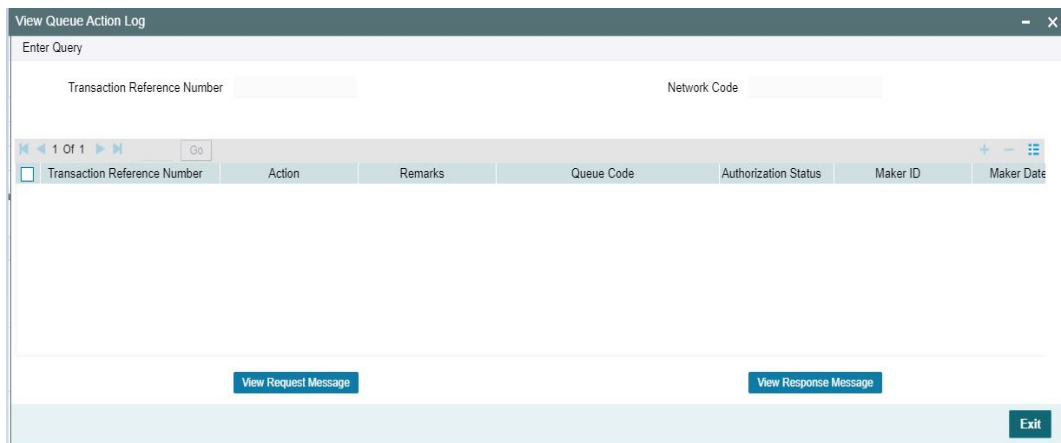 View Queue Action Log
Enter Query
Transaction Reference Number Network Code
1 Of 1 Go
Transaction Reference Number Action Remarks Queue Code Authorization Status Maker ID Maker Date
View Request Message View Response Message
Exit